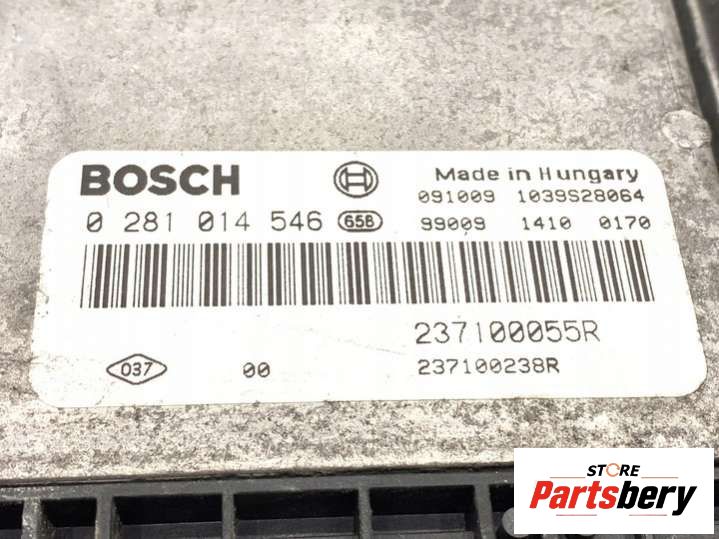 BOSCH Made in Hungary
091009 1039S28064
0 281 014 546 65B 99009 1410 0170
237100055R
037 00 237100238R
STORE
Partsbery